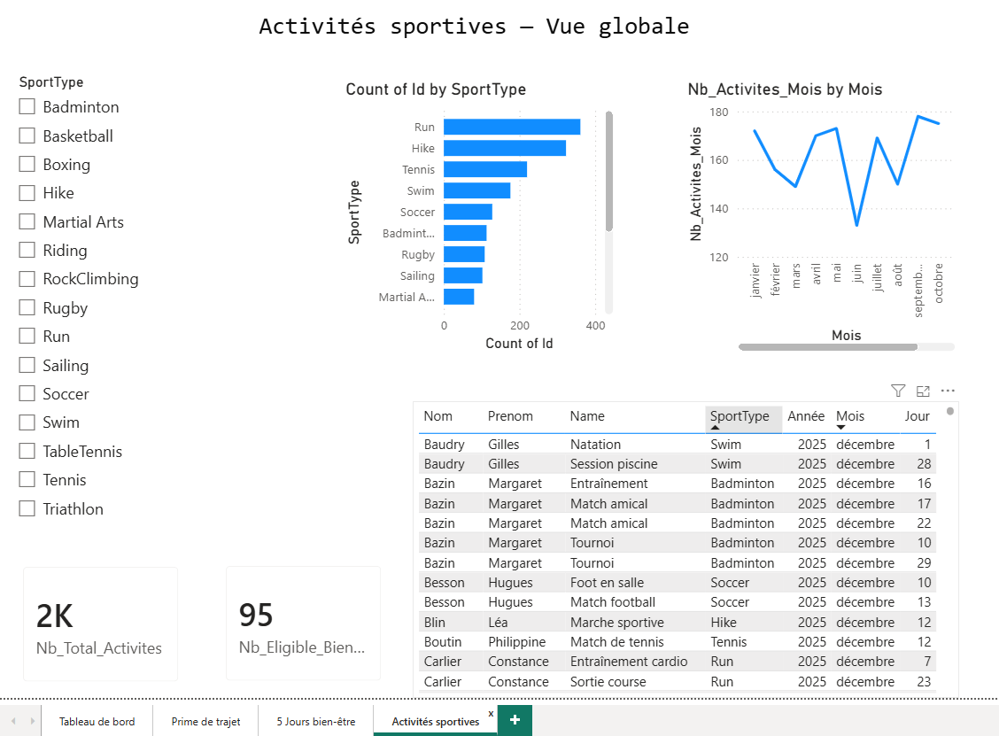 Activités sportives — Vue globale
SportType
Badminton
Basketball
Boxing
Hike
Martial Arts
Riding
RockClimbing
Rugby
Run
Sailing
Soccer
Swim
TableTennis
Tennis
Triathlon
Count of Id by SportType
SportType
Run
Hike
Tennis
Swim
Soccer
Badmint...
Rugby
Sailing
Martial A...
0 200 400
Count of Id
Nb_Activites_Mois by Mois
Nb_Activites_Mois
180
160
140
120
janvier
février
mars
avril
mai
juin
juillet
août
septemb...
octobre
Mois
2K
Nb_Total_Activites
95
Nb_Eligible_Bien...
Nom Prenom Name SportType Année Mois Jour
Baudry Gilles Natation Swim 2025 décembre 1
Baudry Gilles Session piscine Swim 2025 décembre 28
Bazin Margaret Entraînement Badminton 2025 décembre 16
Bazin Margaret Match amical Badminton 2025 décembre 17
Bazin Margaret Match amical Badminton 2025 décembre 22
Bazin Margaret Tournoi Badminton 2025 décembre 10
Bazin Margaret Tournoi Badminton 2025 décembre 29
Besson Hugues Foot en salle Soccer 2025 décembre 10
Besson Hugues Match football Soccer 2025 décembre 13
Blin Léa Marche sportive Hike 2025 décembre 12
Boutin Philippine Match de tennis Tennis 2025 décembre 12
Carlier Constance Entraînement cardio Run 2025 décembre 7
Carlier Constance Sortie course Run 2025 décembre 23
Tableau de bord
Prime de trajet
5 Jours bien-être
Activités sportives x
+